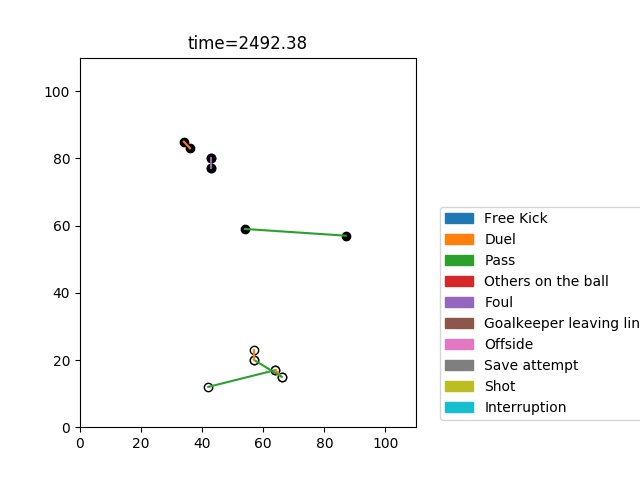 time=2492.38
100
80
60
40
20
0
0 20 40 60 80 100
Free Kick
Duel
Pass
Others on the ball
Foul
Goalkeeper leaving lin
Offside
Save attempt
Shot
Interruption